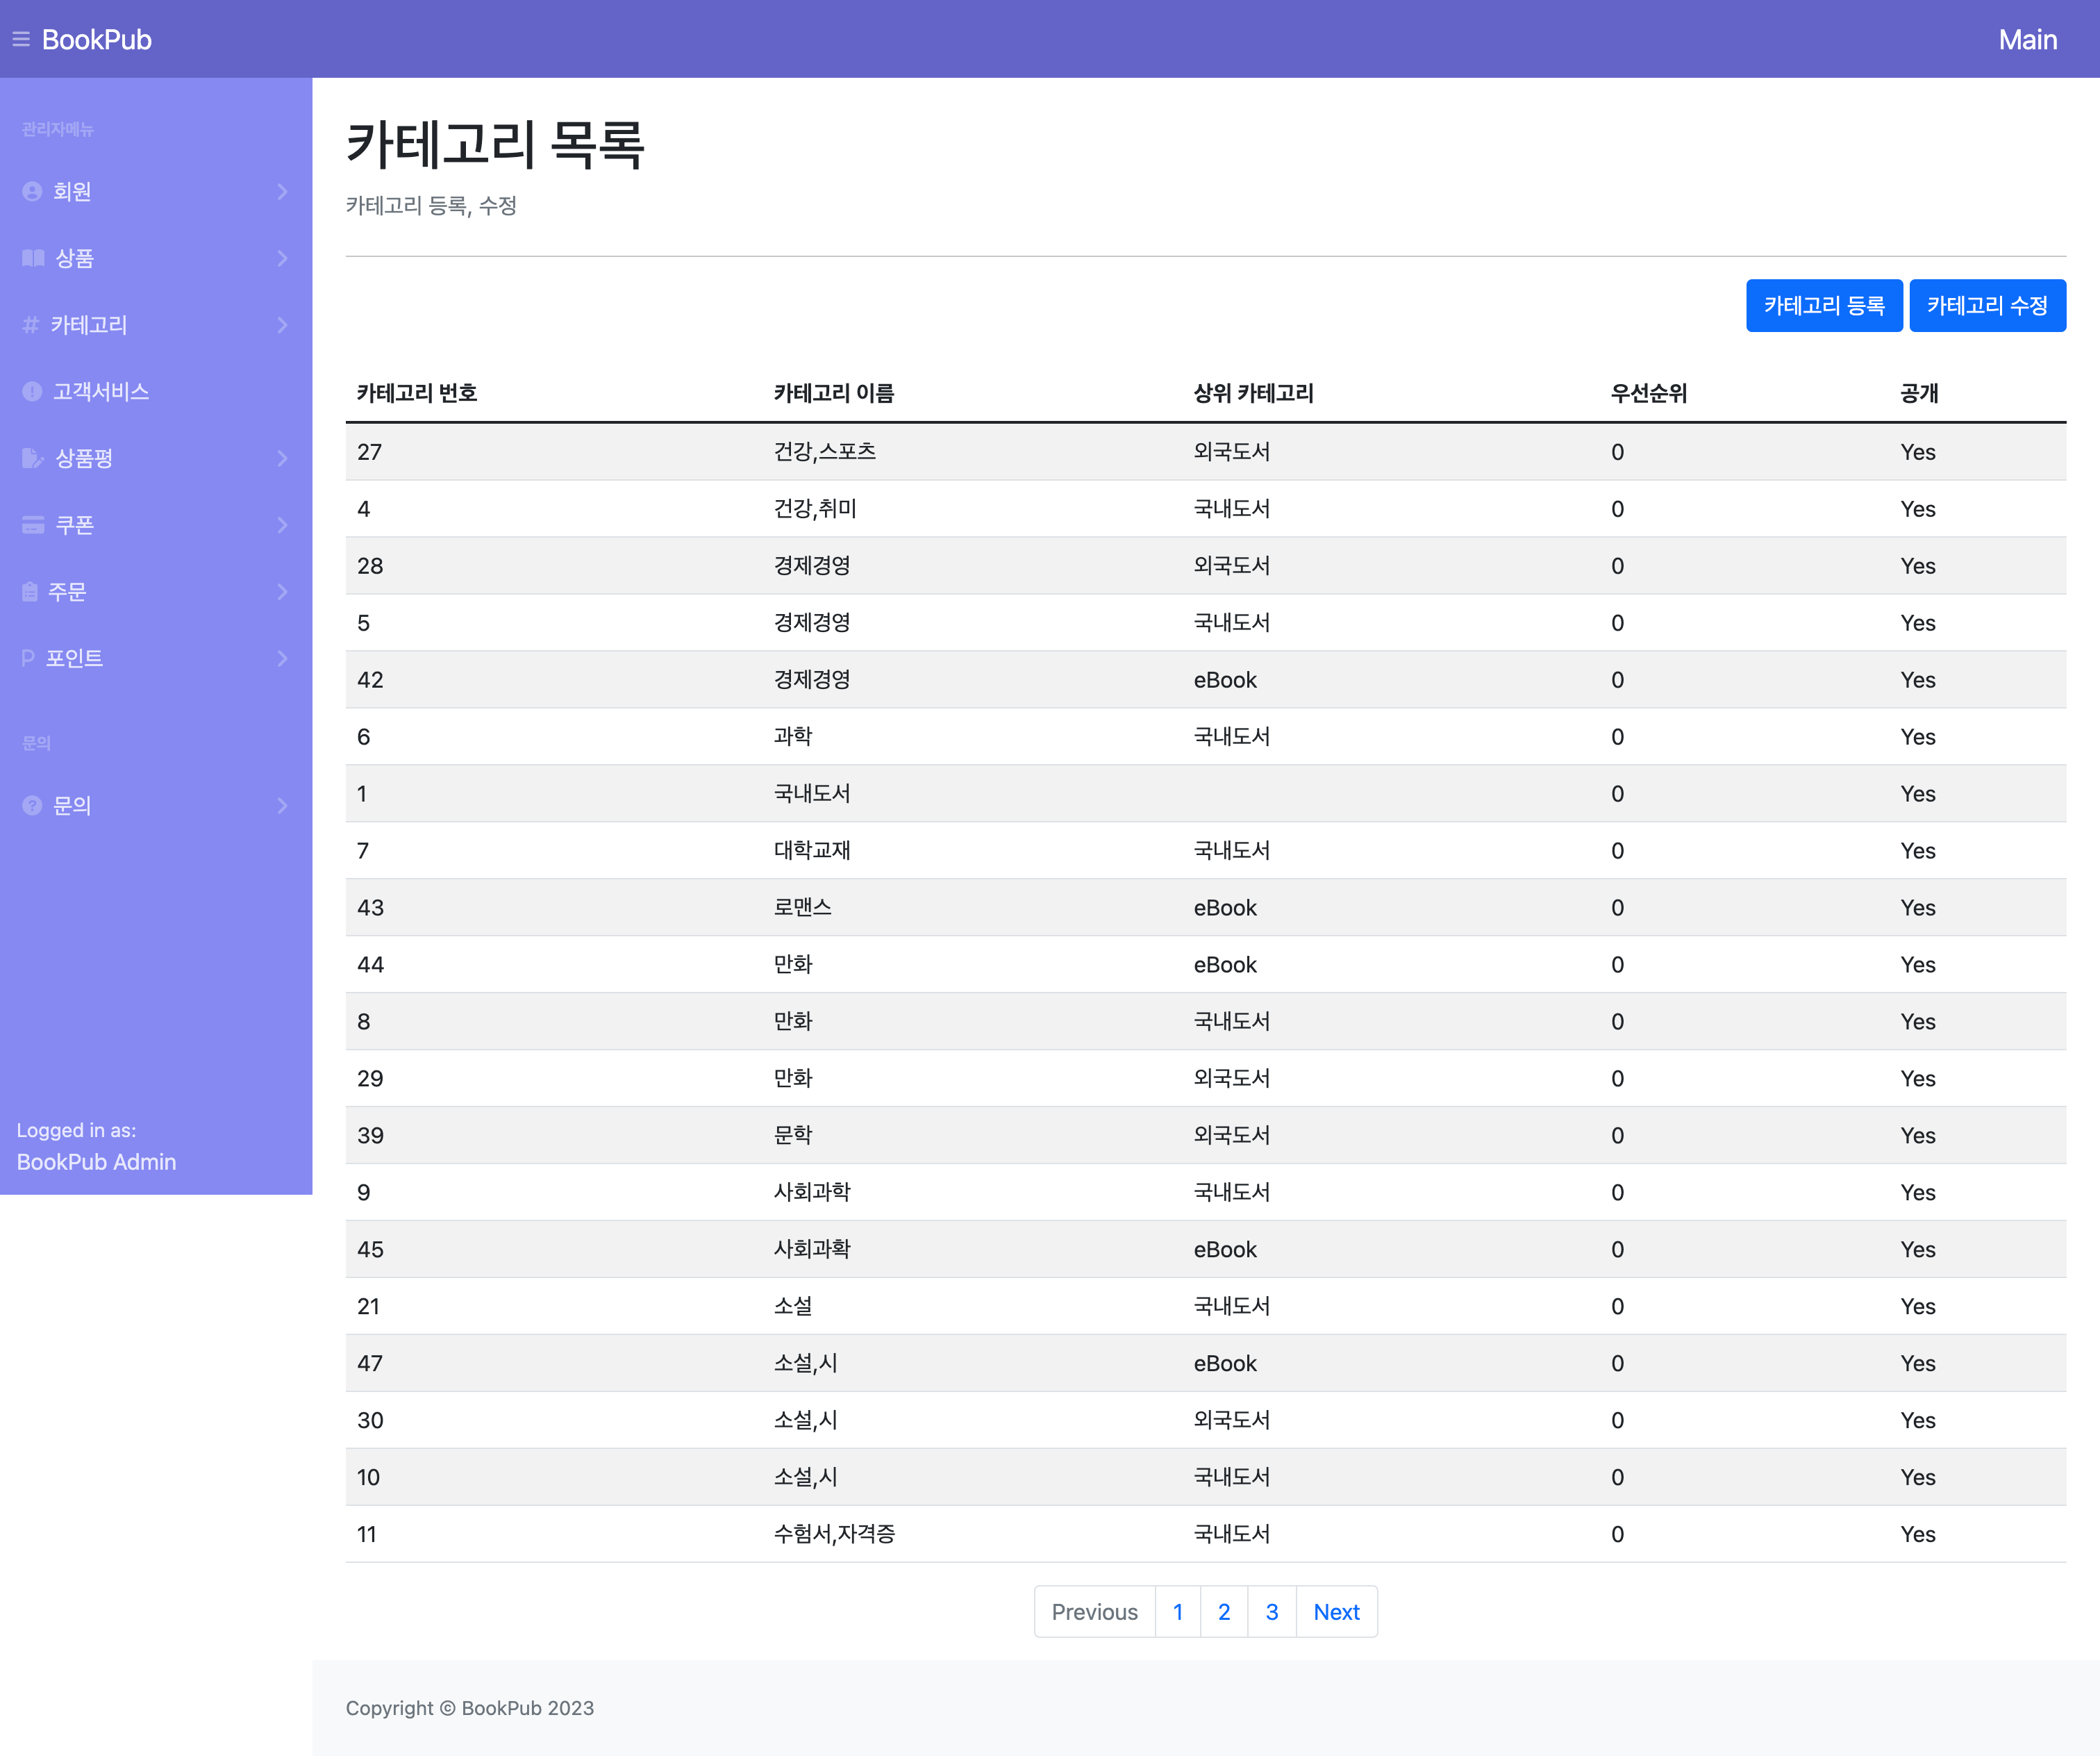 BookPub Main
관리자메뉴
회원
상품
카테고리
고객서비스
상품평
쿠폰
주문
P 포인트
문의
문의
Logged in as:
BookPub Admin
카테고리 목록
카테고리 등록, 수정
카테고리 등록 카테고리 수정
카테고리 번호 카테고리 이름 상위 카테고리 우선순위 공개
27 건강,스포츠 외국도서 0 Yes
4 건강,취미 국내도서 0 Yes
28 경제경영 외국도서 0 Yes
5 경제경영 국내도서 0 Yes
42 경제경영 eBook 0 Yes
6 과학 국내도서 0 Yes
1 국내도서 0 Yes
7 대학교재 국내도서 0 Yes
43 로맨스 eBook 0 Yes
44 만화 eBook 0 Yes
8 만화 국내도서 0 Yes
29 만화 외국도서 0 Yes
39 문학 외국도서 0 Yes
9 사회과학 국내도서 0 Yes
45 사회과확 eBook 0 Yes
21 소설 국내도서 0 Yes
47 소설,시 eBook 0 Yes
30 소설,시 외국도서 0 Yes
10 소설,시 국내도서 0 Yes
11 수험서,자격증 국내도서 0 Yes
Previous 1 2 3 Next
Copyright © BookPub 2023